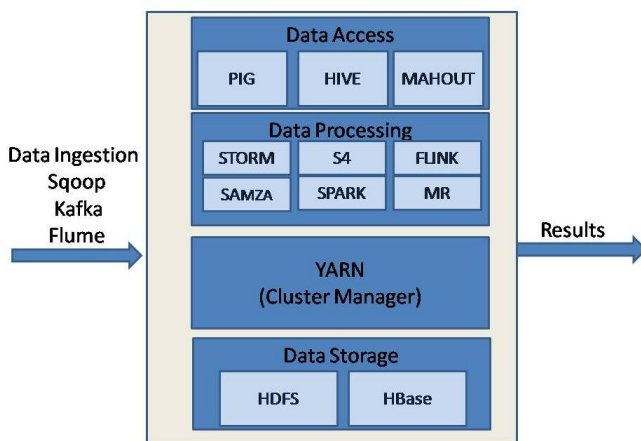 Data Access
PIG
HIVE
MAHOUT
Data Processing
STORM
S4
FLINK
SAMZA
SPARK
MR
Data Ingestion
Sqoop
Kafka
Flume
Results
YARN
(Cluster Manager)
Data Storage
HDFS
HBase